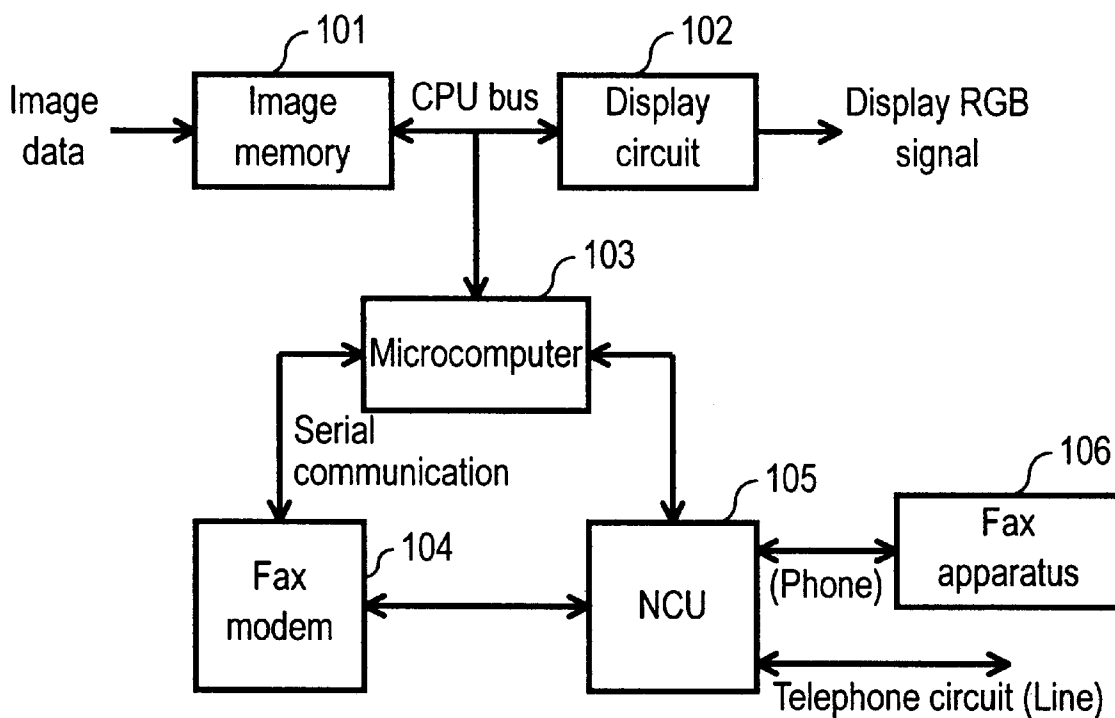 101
102
Image
data
Image
memory
CPU bus
Display
circuit
Display RGB
signal
103
Microcomputer
Serial
communication
104
Fax
modem
105
NCU
106
Fax
apparatus
(Phone)
Telephone circuit (Line)